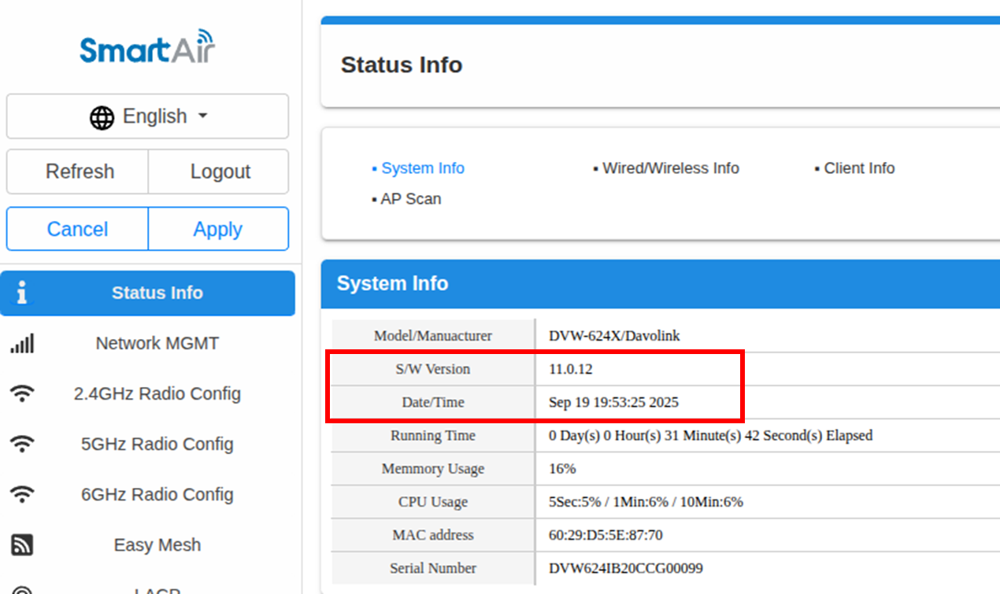 SmartAir
English
Refresh
Logout
Cancel
Apply
Status Info
Network MGMT
2.4GHz Radio Config
5GHz Radio Config
6GHz Radio Config
Easy Mesh
LACP
Status Info
▪ System Info
▪ Wired/Wireless Info
▪ Client Info
▪ AP Scan
System Info
Model/Manuacturer DVW-624X/Davolink
S/W Version 11.0.12
Date/Time Sep 19 19:53:25 2025
Running Time 0 Day(s) 0 Hour(s) 31 Minute(s) 42 Second(s) Elapsed
Memmory Usage 16%
CPU Usage 5Sec:5% / 1Min:6% / 10Min:6%
MAC address 60:29:D5:5E:87:70
Serial Number DVW624IB20CCG00099